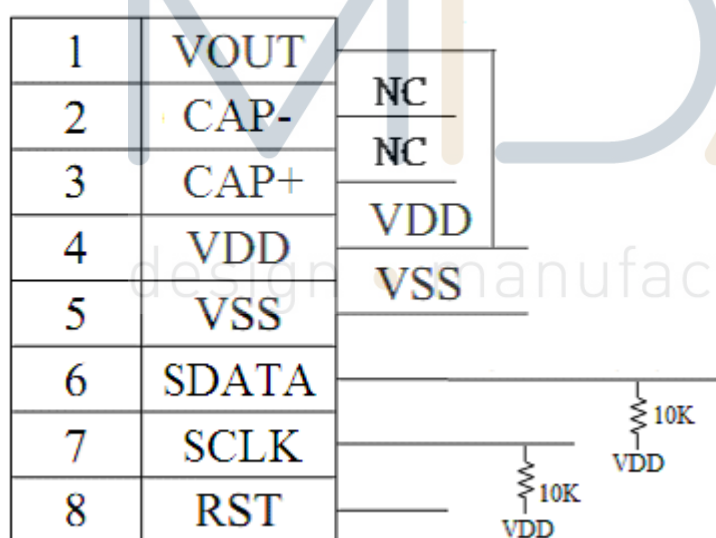 1 VOUT
NC
2 CAP-
NC
3 CAP+
VDD
4 VDD
design manufac
VSS
5 VSS
6 SDATA
10K
VDD
7 SCLK
10K
VDD
8 RST